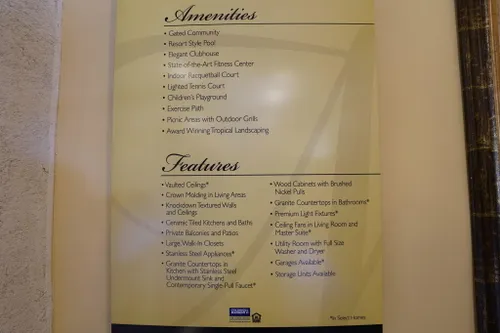 Amenities
• Gated Community
• Resort Style Pool
• Elegant Clubhouse
• State-of-the-Art Fitness Center
• Indoor Racquetball Court
• Lighted Tennis Court
• Children's Playground
• Exercise Path
• Picnic Areas with Outdoor Grills
• Award Winning Tropical Landscaping
Features
• Vaulted Ceilings*
• Crown Molding in Living Areas
• Knockdown Textured Walls
and Ceilings
• Ceramic Tiled Kitchens and Baths
• Private Balconies and Patios
• Large, Walk-In Closets
• Stainless Steel Appliances*
• Granite Countertops in
Kitchen with Stainless Steel
Undermount Sink and
Contemporary Single-Pull Faucet*
• Wood Cabinets with Brushed
Nickel Pulls
• Granite Countertops in Bathrooms*
• Premium Light Fixtures*
• Ceiling Fans in Living Room and
Master Suite*
• Utility Room with Full Size
Washer and Dryer
• Garages Available*
• Storage Units Available
*In Select Homes